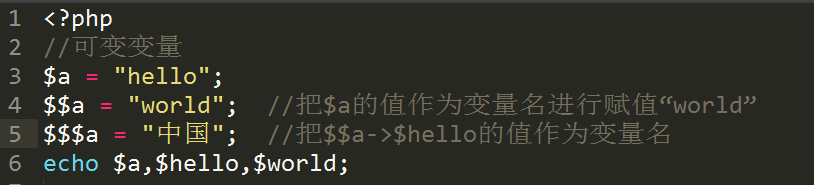 1 <?php
2 //可变变量
3 $a = "hello";
4 $$a = "world";  //把$a的值作为变量名进行赋值“world”
5 $$$a = "中国";  //把$$a->$hello的值作为变量名
6 echo $a,$hello,$world;